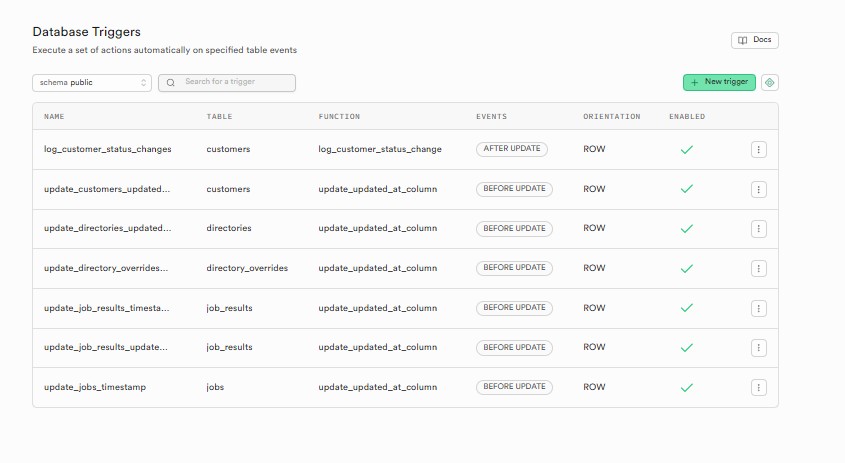 Database Triggers
Execute a set of actions automatically on specified table events
Docs
schema public
Search for a trigger
New trigger
NAME TABLE FUNCTION EVENTS ORIENTATION ENABLED
log_customer_status_changes customers log_customer_status_change AFTER UPDATE ROW
update_customers_updated... customers update_updated_at_column BEFORE UPDATE ROW
update_directories_updated... directories update_updated_at_column BEFORE UPDATE ROW
update_directory_overrides... directory_overrides update_updated_at_column BEFORE UPDATE ROW
update_job_results_timesta... job_results update_updated_at_column BEFORE UPDATE ROW
update_job_results_update... job_results update_updated_at_column BEFORE UPDATE ROW
update_jobs_timestamp jobs update_updated_at_column BEFORE UPDATE ROW